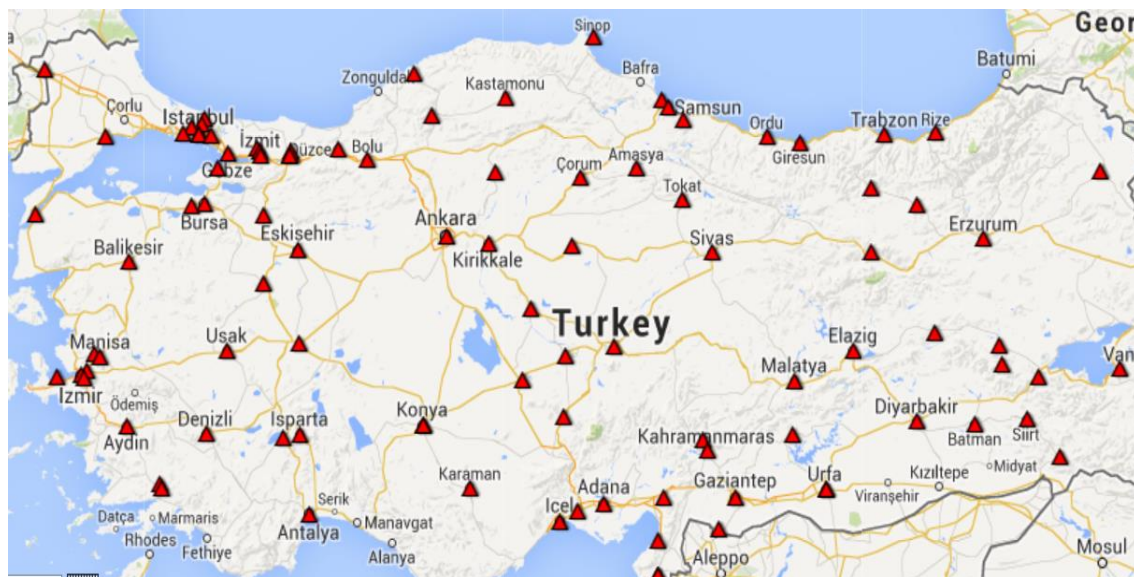 Geor
Sinop
Batumi
Bafra
Zonguldak
Kastamonu
Çorlu
Istanbul
Samsun
Ordu
Trabzon
Rize
Giresun
İzmit
Düzce
Bolu
Gebze
Çorum
Amasya
Tokat
Bursa
Ankara
Erzurum
Eskisehir
Sivas
Balikesir
Kirikkale
Turkey
Manisa
Usak
Elazig
Van
Malatya
Izmir
Ödemiş
Konya
Diyarbakir
Denizli
Isparta
Aydin
Kahramanmaras
Batman
Siirt
Midyat
Karaman
Gaziantep
Urfa
Kızıltepe
Viranşehir
Adana
Icel
Serik
Datça
Marmaris
Antalya
Manavgat
Rhodes
Fethiye
Alanya
Aleppo
Mosul